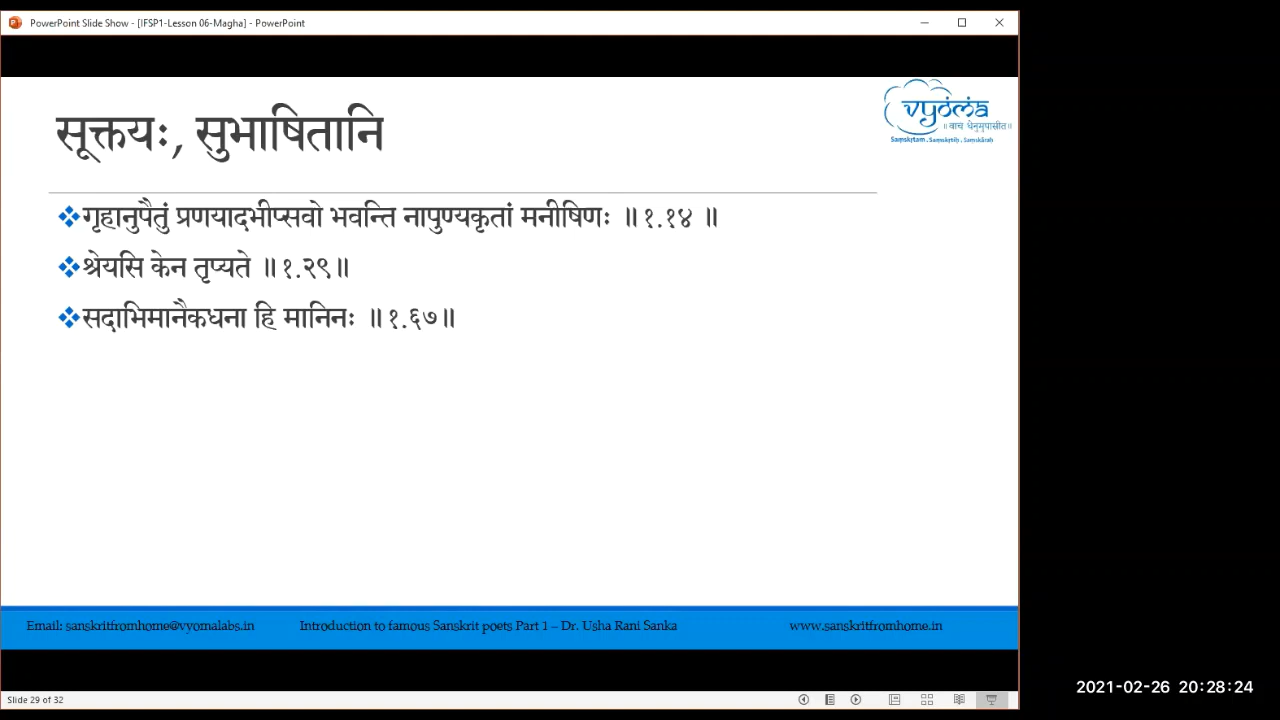 PowerPoint Slide Show - [IFSP1-Lesson 06-Magha] - PowerPoint
vyoma
॥ वाचं धेनुमुपासीत॥
Samskrtam . Samskrtih . Samskarah
सूक्तयः, सुभाषितानि
गृहानुपैतुं प्रणयादभीप्सवो भवन्ति नापुण्यकृतां मनीषिणः ॥१.१४ ॥
श्रेयसि केन तृप्यते ॥१.२९॥
सदाभिमानैकधना हि मानिनः ॥१.६७॥
Email: sanskritfromhome@vyomalabs.in Introduction to famous Sanskrit poets Part 1 – Dr. Usha Rani Sanka www.sanskritfromhome.in
Slide 29 of 32
2021-02-26 20:28:24